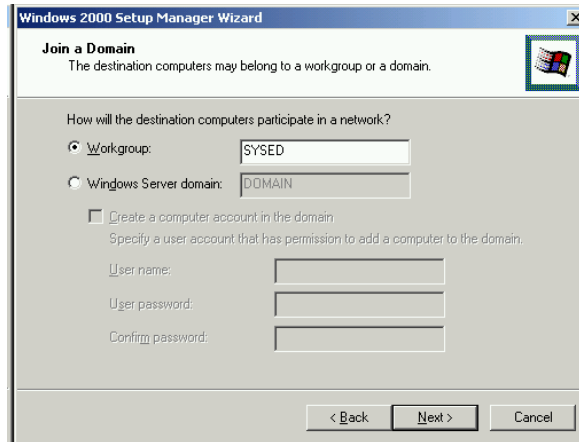 Windows 2000 Setup Manager Wizard
Join a Domain
The destination computers may belong to a workgroup or a domain.
How will the destination computers participate in a network?
Workgroup: SYSED
Windows Server domain: DOMAIN
Create a computer account in the domain
Specify a user account that has permission to add a computer to the domain.
User name:
User password:
Confirm password:
< Back Next > Cancel